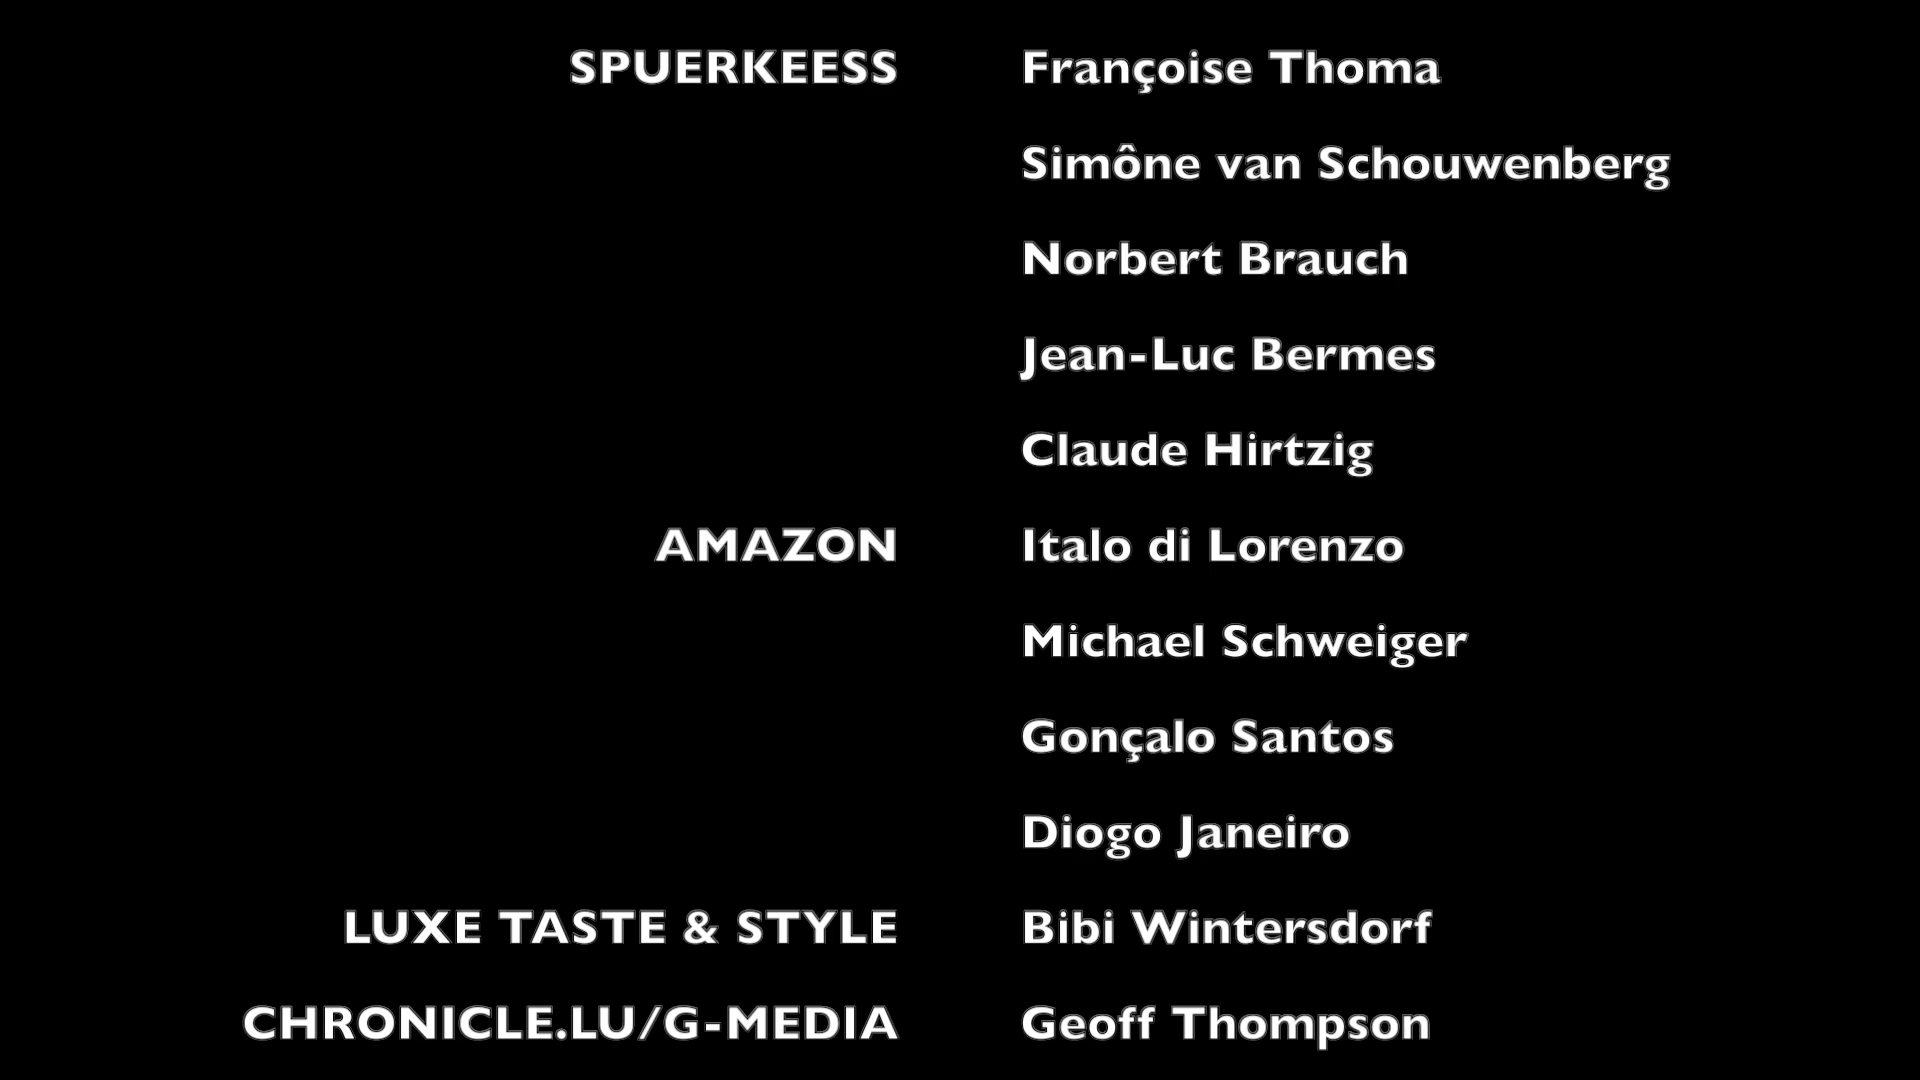 SPUERKEESS Françoise Thoma
Simône van Schouwenberg
Norbert Brauch
Jean-Luc Bermes
Claude Hirtzig
AMAZON Italo di Lorenzo
Michael Schweiger
Gonçalo Santos
Diogo Janeiro
LUXE TASTE & STYLE Bibi Wintersdorf
CHRONICLE.LU/G-MEDIA Geoff Thompson